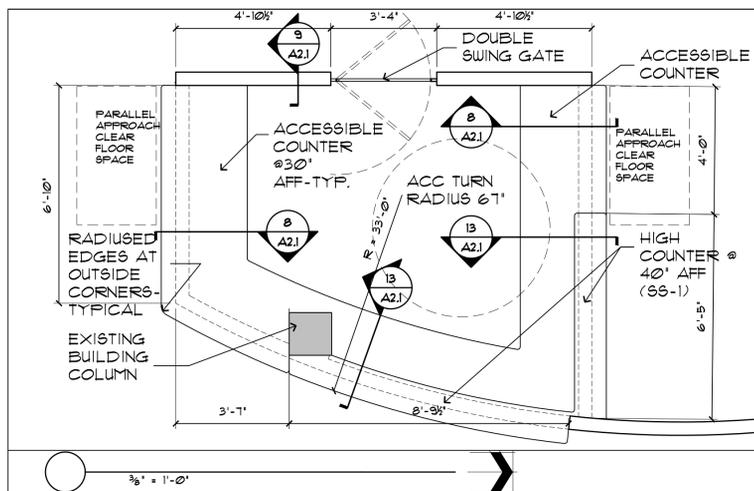 4'-10½"
3'-4"
4'-10½"
9
A2.1
DOUBLE
SWING GATE
ACCESSIBLE
COUNTER
PARALLEL
APPROACH
CLEAR
FLOOR
SPACE
ACCESSIBLE
COUNTER
@30"
AFF-TYP.
8
A2.1
PARALLEL
APPROACH
CLEAR
FLOOR
SPACE
4'-0"
6'-10"
ACC TURN
RADIUS 67"
R = 33'-0"
8
A2.1
13
A2.1
RADIUSED
EDGES AT
OUTSIDE
CORNERS-
TYPICAL
HIGH
COUNTER @
40" AFF
(SS-1)
13
A2.1
6'-5"
EXISTING
BUILDING
COLUMN
3'-7"
8'-9½"
⅜" = 1'-0"